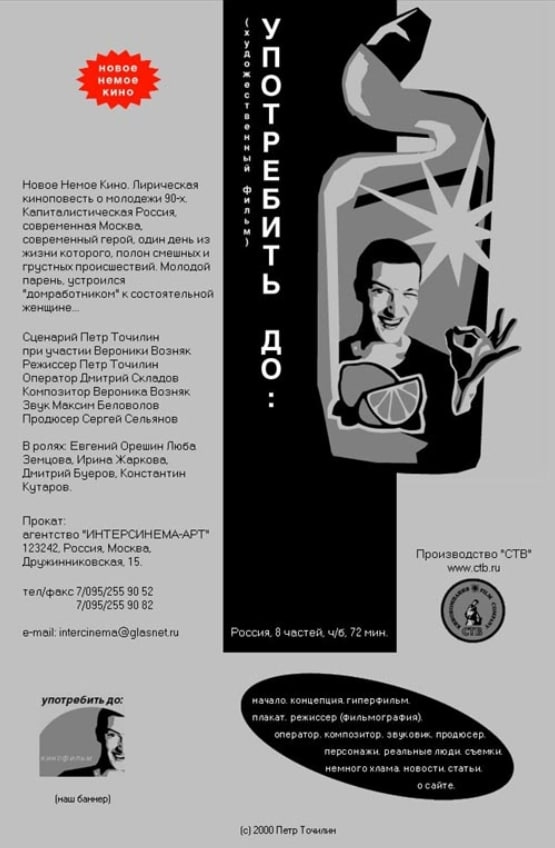 новое
немое
кино
(художественный фильм)
УПОТРЕБИТЬ ДО:
Новое Немое Кино. Лирическая
киноповесть о молодежи 90-х.
Капиталистическая Россия,
современная Москва,
современный герой, один день из
жизни которого, полон смешных и
грустных происшествий. Молодой
парень, устроился
"домработником" к состоятельной
женщине...
Сценарий Петр Точилин
при участии Вероники Возняк
Режиссер Петр Точилин
Оператор Дмитрий Складов
Композитор Вероника Возняк
Звук Максим Беловолов
Продюсер Сергей Сельянов
В ролях: Евгений Орешин Люба
Земцова, Ирина Жаркова,
Дмитрий Буеров, Константин
Кутаров.
Прокат:
агентство "ИНТЕРСИНЕМА-АРТ"
123242, Россия, Москва,
Дружинниковская, 15.
тел/факс 7/095/255 90 52
7/095/255 90 82
e-mail: intercinema@glasnet.ru
Россия, 8 частей, ч/б, 72 мин.
Производство "СТВ"
www.ctb.ru
КИНОКОМПАНИЯ FILM COMPANY
СТВ
употребить до:
кинофильм
(наш баннер)
начало. концепция. гиперфильм.
плакат. режиссер (фильмография).
оператор. композитор. звуковик. продюсер.
персонажи. реальные люди. съемки.
немного хлама. новости. статьи.
о сайте.
(c) 2000 Петр Точилин